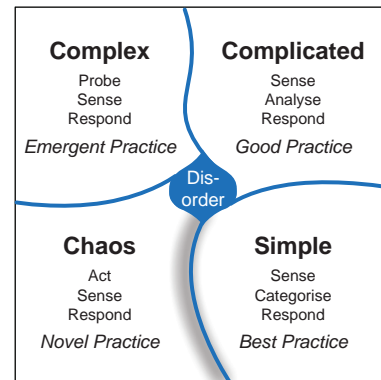 Complex
Probe
Sense
Respond
Emergent Practice
Complicated
Sense
Analyse
Respond
Good Practice
Dis-
order
Chaos
Act
Sense
Respond
Novel Practice
Simple
Sense
Categorise
Respond
Best Practice